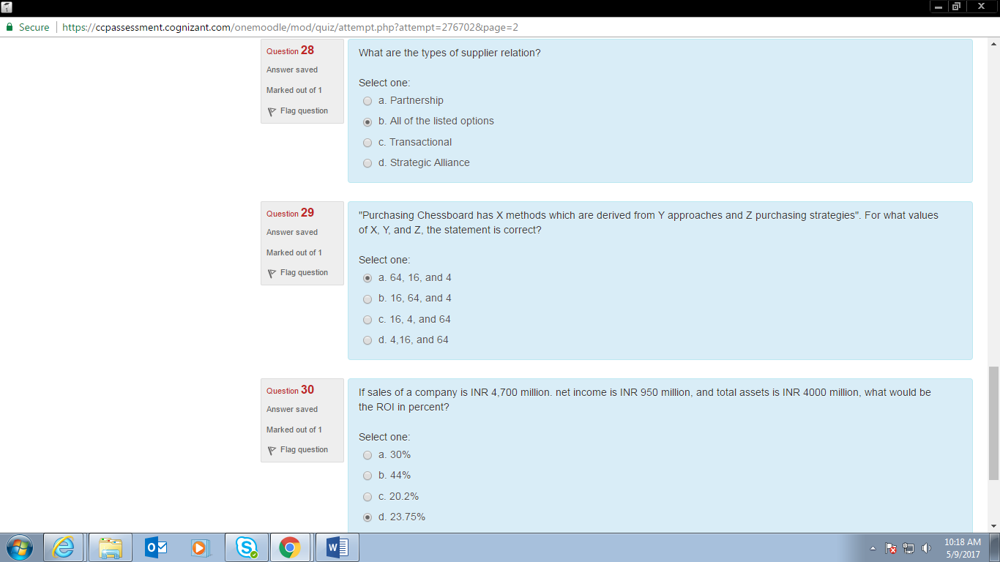 Secure https://ccpassessment.cognizant.com/onemoodle/mod/quiz/attempt.php?attempt=276702&page=2
Question 28
Answer saved
Marked out of 1
Flag question
What are the types of supplier relation?
Select one:
a. Partnership
b. All of the listed options
c. Transactional
d. Strategic Alliance
Question 29
Answer saved
Marked out of 1
Flag question
"Purchasing Chessboard has X methods which are derived from Y approaches and Z purchasing strategies". For what values
of X, Y, and Z, the statement is correct?
Select one:
a. 64, 16, and 4
b. 16, 64, and 4
c. 16, 4, and 64
d. 4,16, and 64
Question 30
Answer saved
Marked out of 1
Flag question
If sales of a company is INR 4,700 million. net income is INR 950 million, and total assets is INR 4000 million, what would be
the ROI in percent?
Select one:
a. 30%
b. 44%
c. 20.2%
d. 23.75%
10:18 AM
5/9/2017